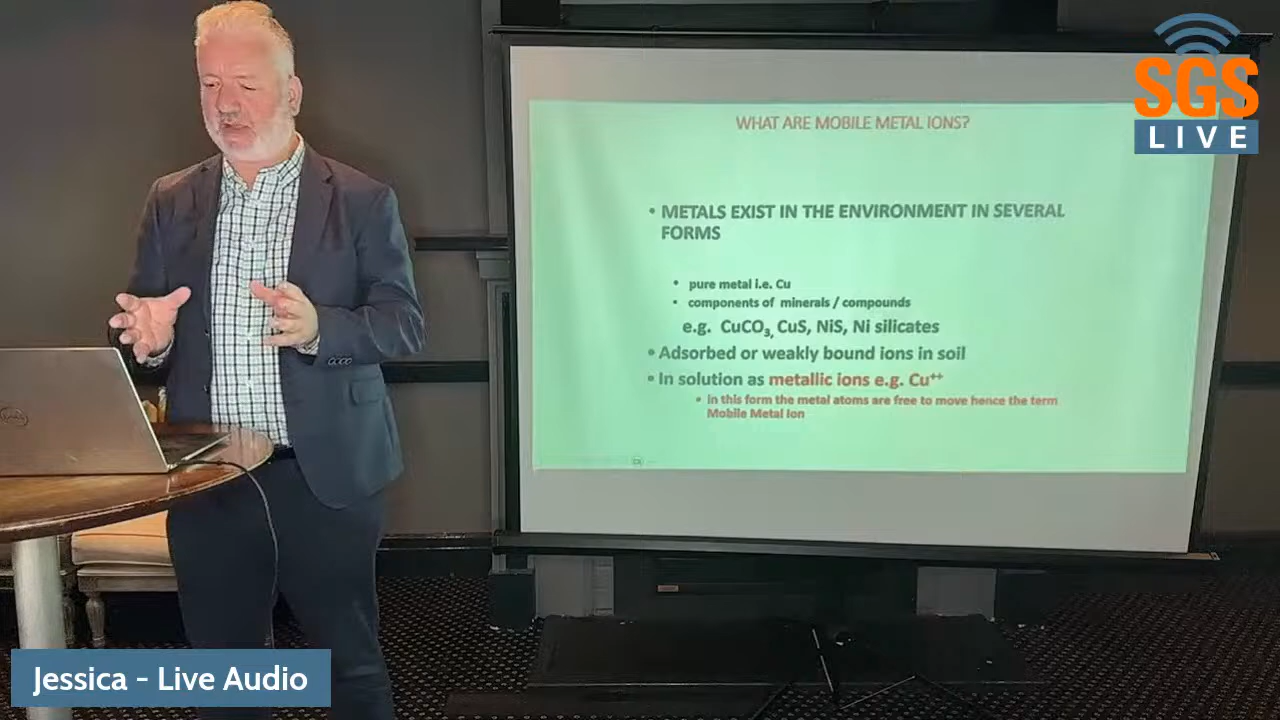 SGS
LIVE
WHAT ARE MOBILE METAL IONS?
• METALS EXIST IN THE ENVIRONMENT IN SEVERAL
FORMS
• pure metal i.e. Cu
• components of minerals / compounds
e.g. CuCO3, CuS, NiS, Ni silicates
• Adsorbed or weakly bound ions in soil
• In solution as metallic ions e.g. Cu++
• in this form the metal atoms are free to move hence the term
Mobile Metal Ion
Jessica - Live Audio